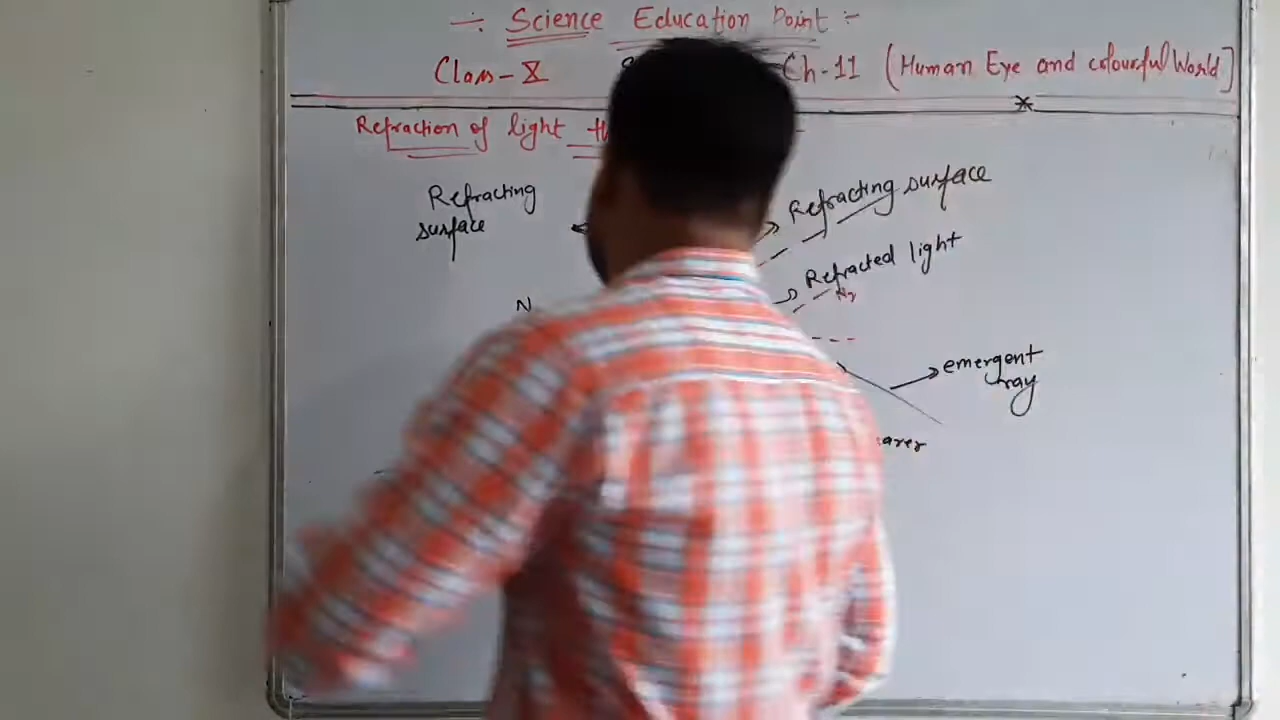 ÷ Science Education Point :-
Class-X Ch-11 (Human Eye and colourful World)
Refraction of light
Refracting surface
Refracting
surface
Refracted light
N
N2
emergent
ray